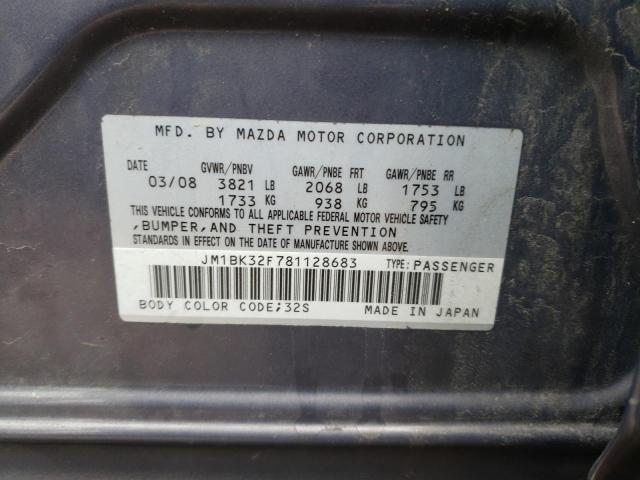 MFD. BY MAZDA MOTOR CORPORATION
DATE GVWR/PNBV GAWR/PNBE FRT GAWR/PNBE RR
03/08 3821 LB 2068 LB 1753 LB
1733 KG 938 KG 795 KG
THIS VEHICLE CONFORMS TO ALL APPLICABLE FEDERAL MOTOR VEHICLE SAFETY
,BUMPER,AND THEFT PREVENTION
STANDARDS IN EFFECT ON THE DATE OF MANUFACTURE SHOWN ABOVE.
JM1BK32F781128683 TYPE:PASSENGER
BODY COLOR CODE;32S MADE IN JAPAN